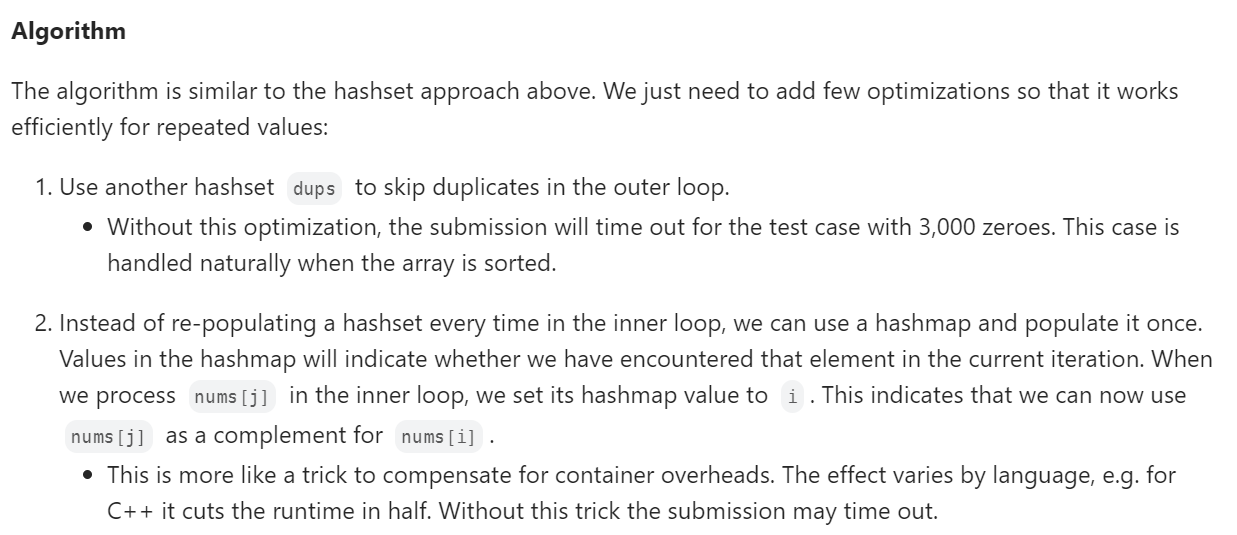 Algorithm
The algorithm is similar to the hashset approach above. We just need to add few optimizations so that it works
efficiently for repeated values:
1. Use another hashset dups to skip duplicates in the outer loop.
• Without this optimization, the submission will time out for the test case with 3,000 zeroes. This case is
handled naturally when the array is sorted.
2. Instead of re-populating a hashset every time in the inner loop, we can use a hashmap and populate it once.
Values in the hashmap will indicate whether we have encountered that element in the current iteration. When
we process nums[j] in the inner loop, we set its hashmap value to i. This indicates that we can now use
nums[j] as a complement for nums[i].
• This is more like a trick to compensate for container overheads. The effect varies by language, e.g. for
C++ it cuts the runtime in half. Without this trick the submission may time out.